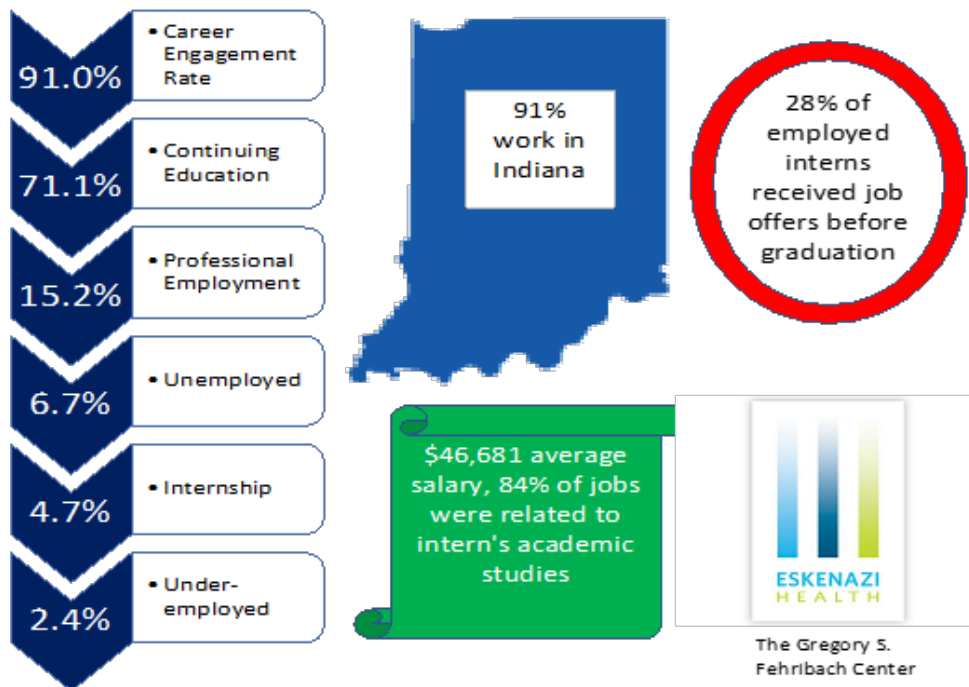 91.0%
• Career
Engagement
Rate
71.1%
• Continuing
Education
15.2%
• Professional
Employment
6.7%
• Unemployed
4.7%
• Internship
2.4%
• Under-
employed
91%
work in
Indiana
28% of
employed
interns
received job
offers before
graduation
$46,681 average
salary, 84% of jobs
were related to
intern's academic
studies
ESKENAZI
HEALTH
The Gregory S.
Fehribach Center